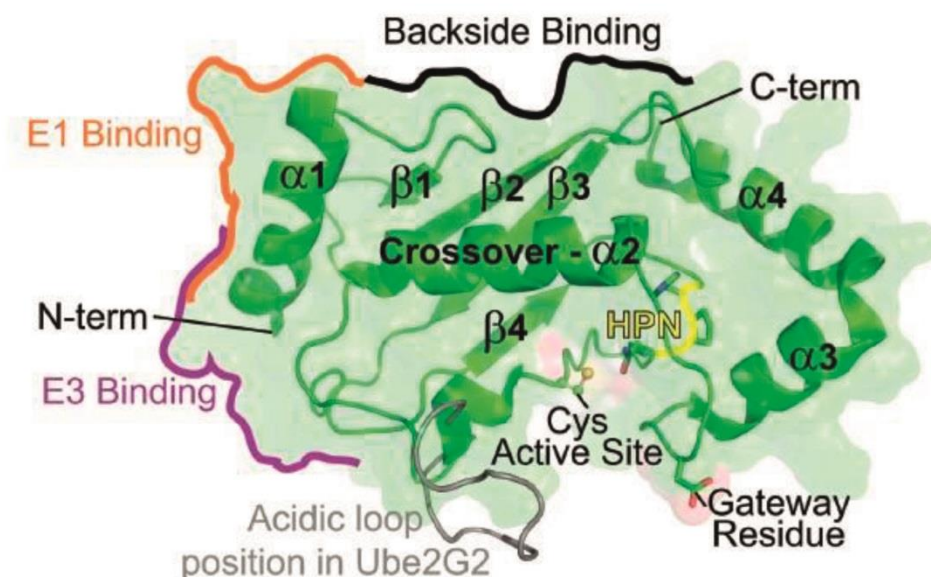 Backside Binding
C-term
E1 Binding
α1
β1
β2
β3
α4
Crossover - α2
N-term
HPN
β4
α3
E3 Binding
Cys
Active Site
Gateway
Residue
Acidic loop
position in Ube2G2